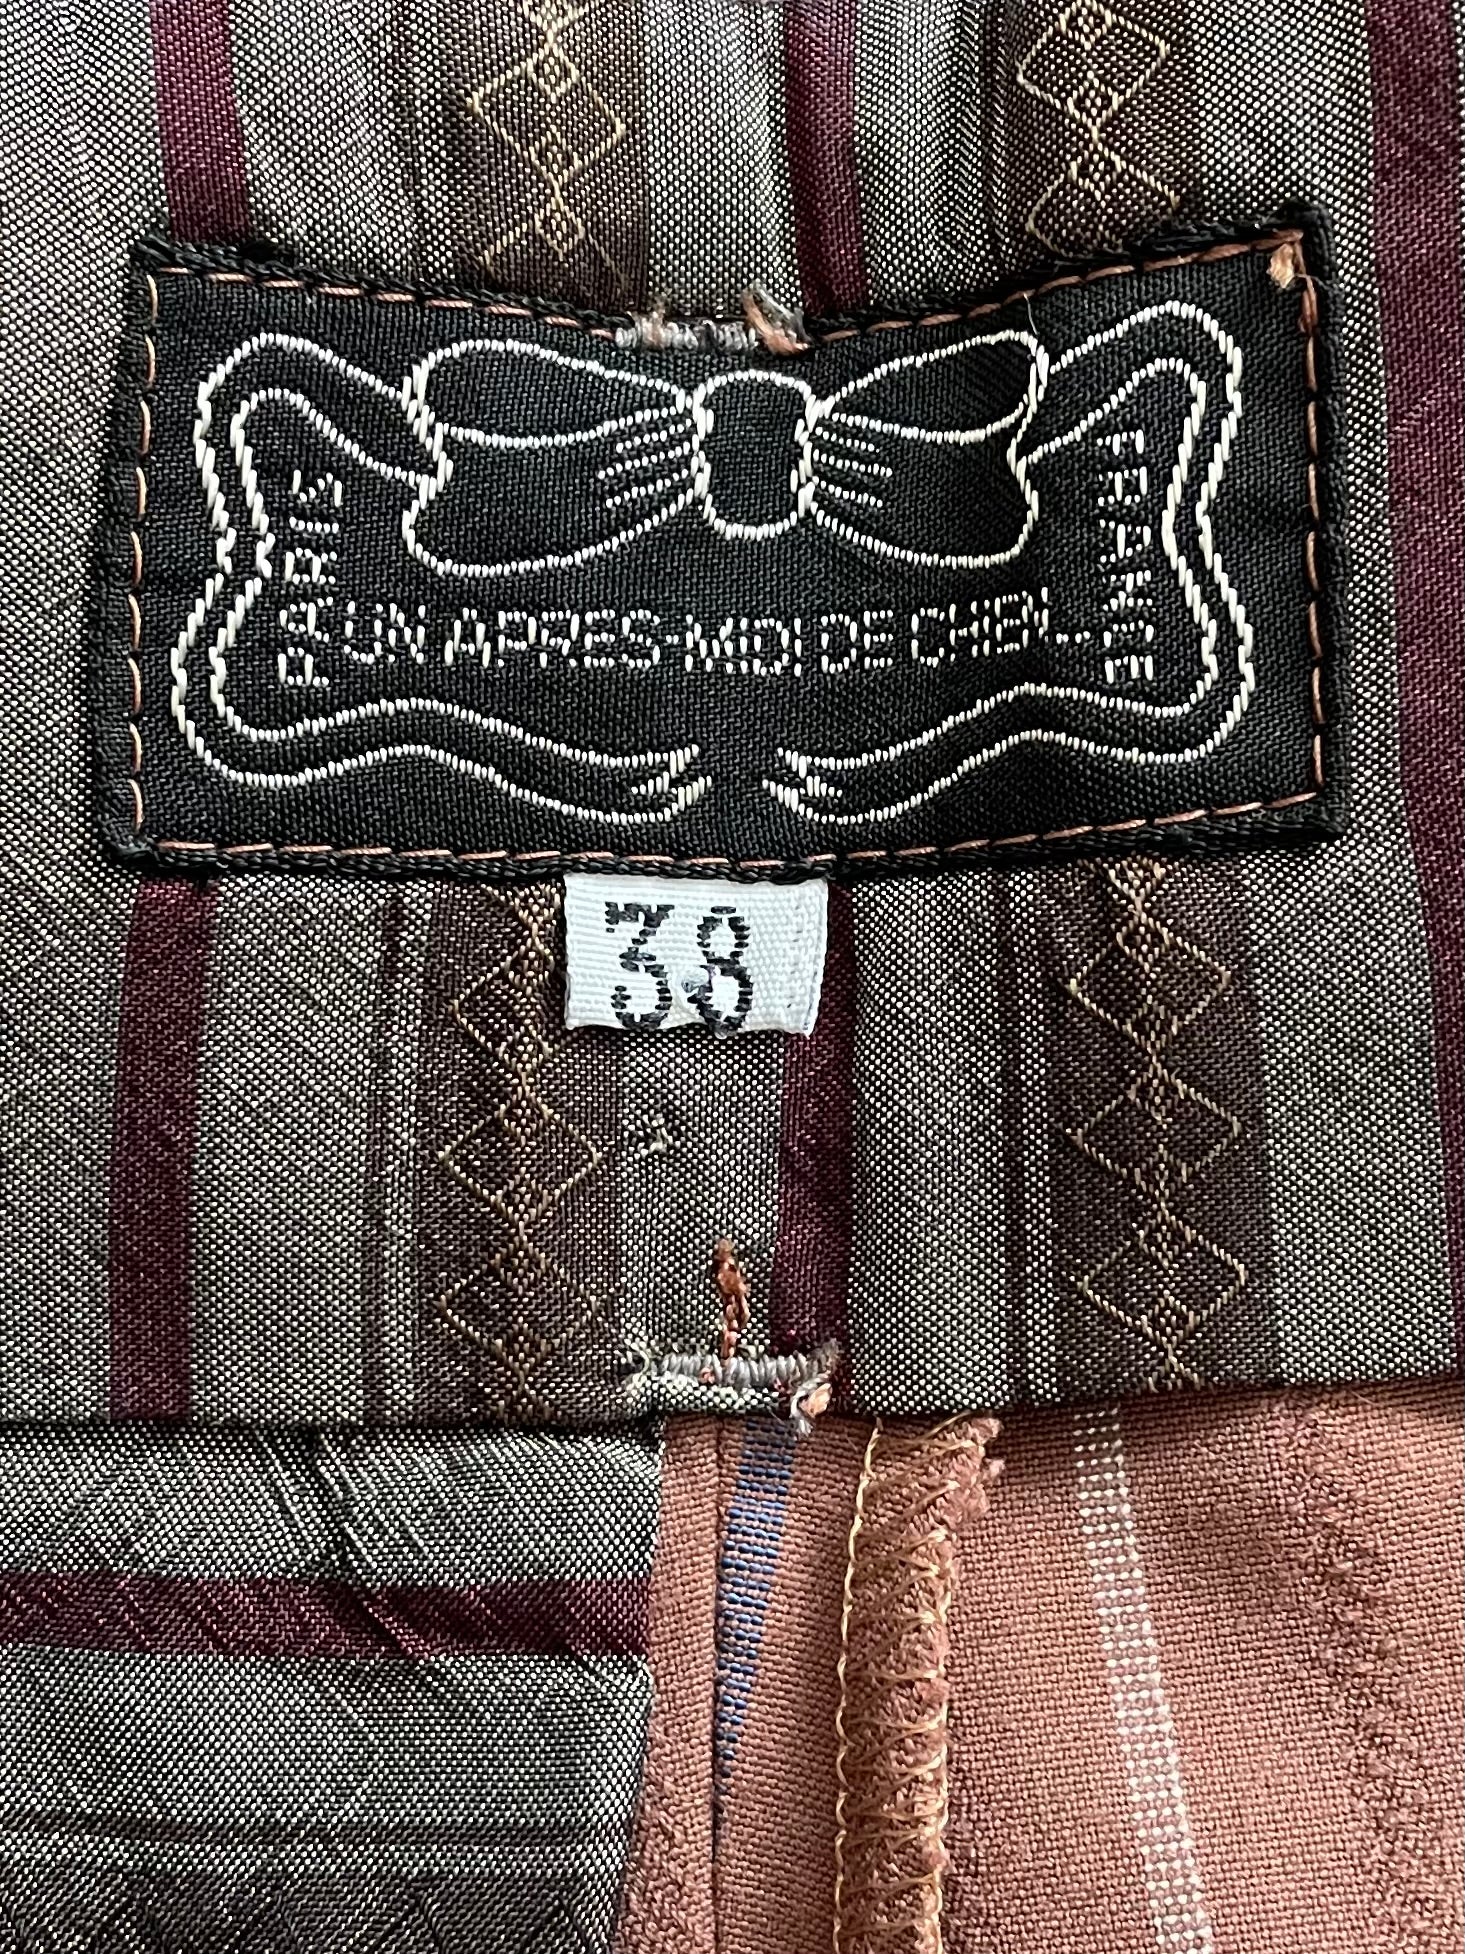 PARIS
UN APRES-MIDI DE CHIEN...
FRANCE
38